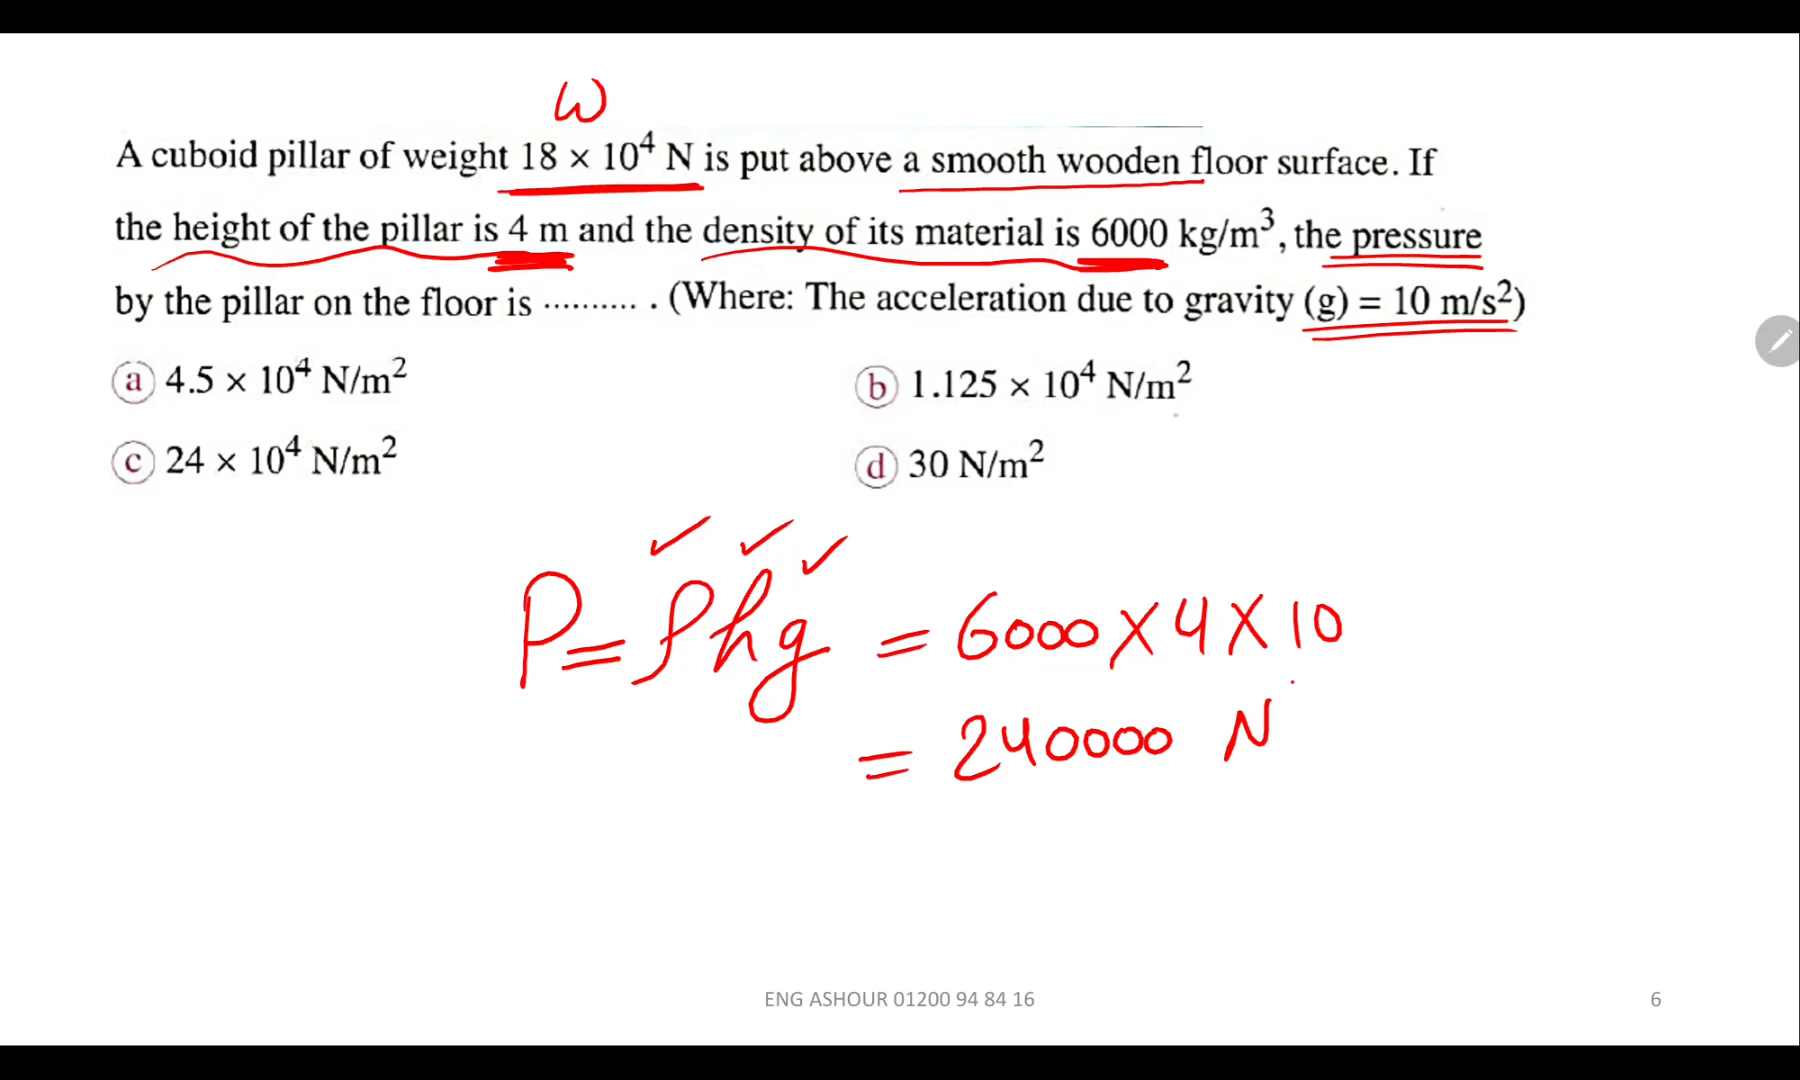 W
A cuboid pillar of weight 18 × 10⁴ N is put above a smooth wooden floor surface. If
the height of the pillar is 4 m and the density of its material is 6000 kg/m³, the pressure
by the pillar on the floor is .......... . (Where: The acceleration due to gravity (g) = 10 m/s²)
a 4.5 × 10⁴ N/m² b 1.125 × 10⁴ N/m²
c 24 × 10⁴ N/m² d 30 N/m²
P = ρhg = 6000 × 4 × 10
= 240000 N
ENG ASHOUR 01200 94 84 16 6